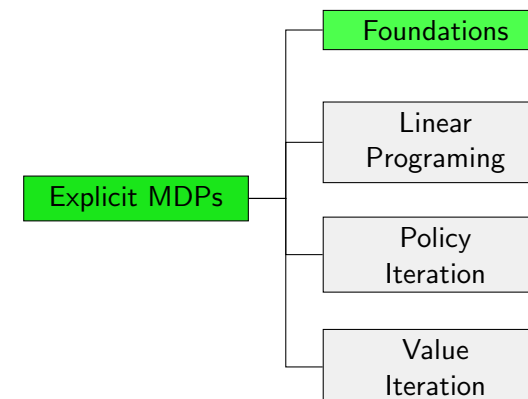 Foundations
Linear
Programing
Explicit MDPs
Policy
Iteration
Value
Iteration